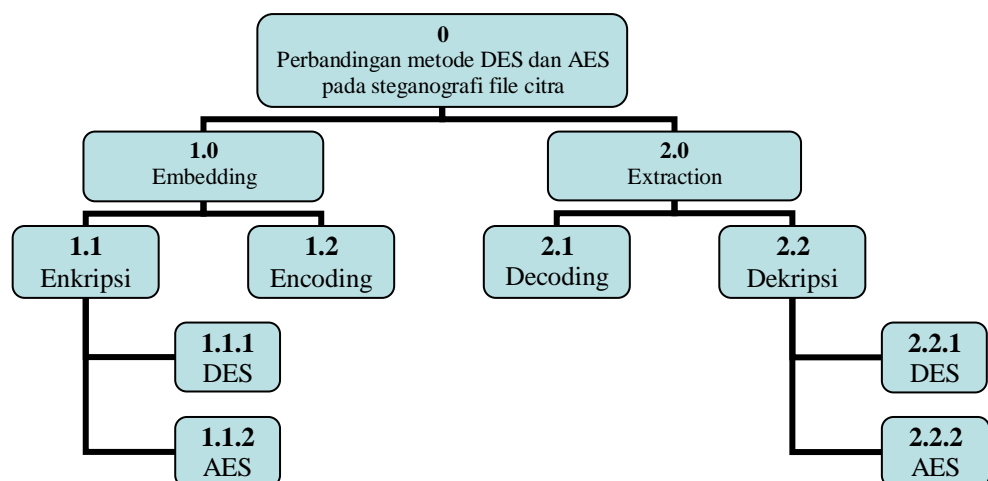 0
Perbandingan metode DES dan AES
pada steganografi file citra
1.0
Embedding
2.0
Extraction
1.1
Enkripsi
1.2
Encoding
2.1
Decoding
2.2
Dekripsi
1.1.1
DES
2.2.1
DES
1.1.2
AES
2.2.2
AES